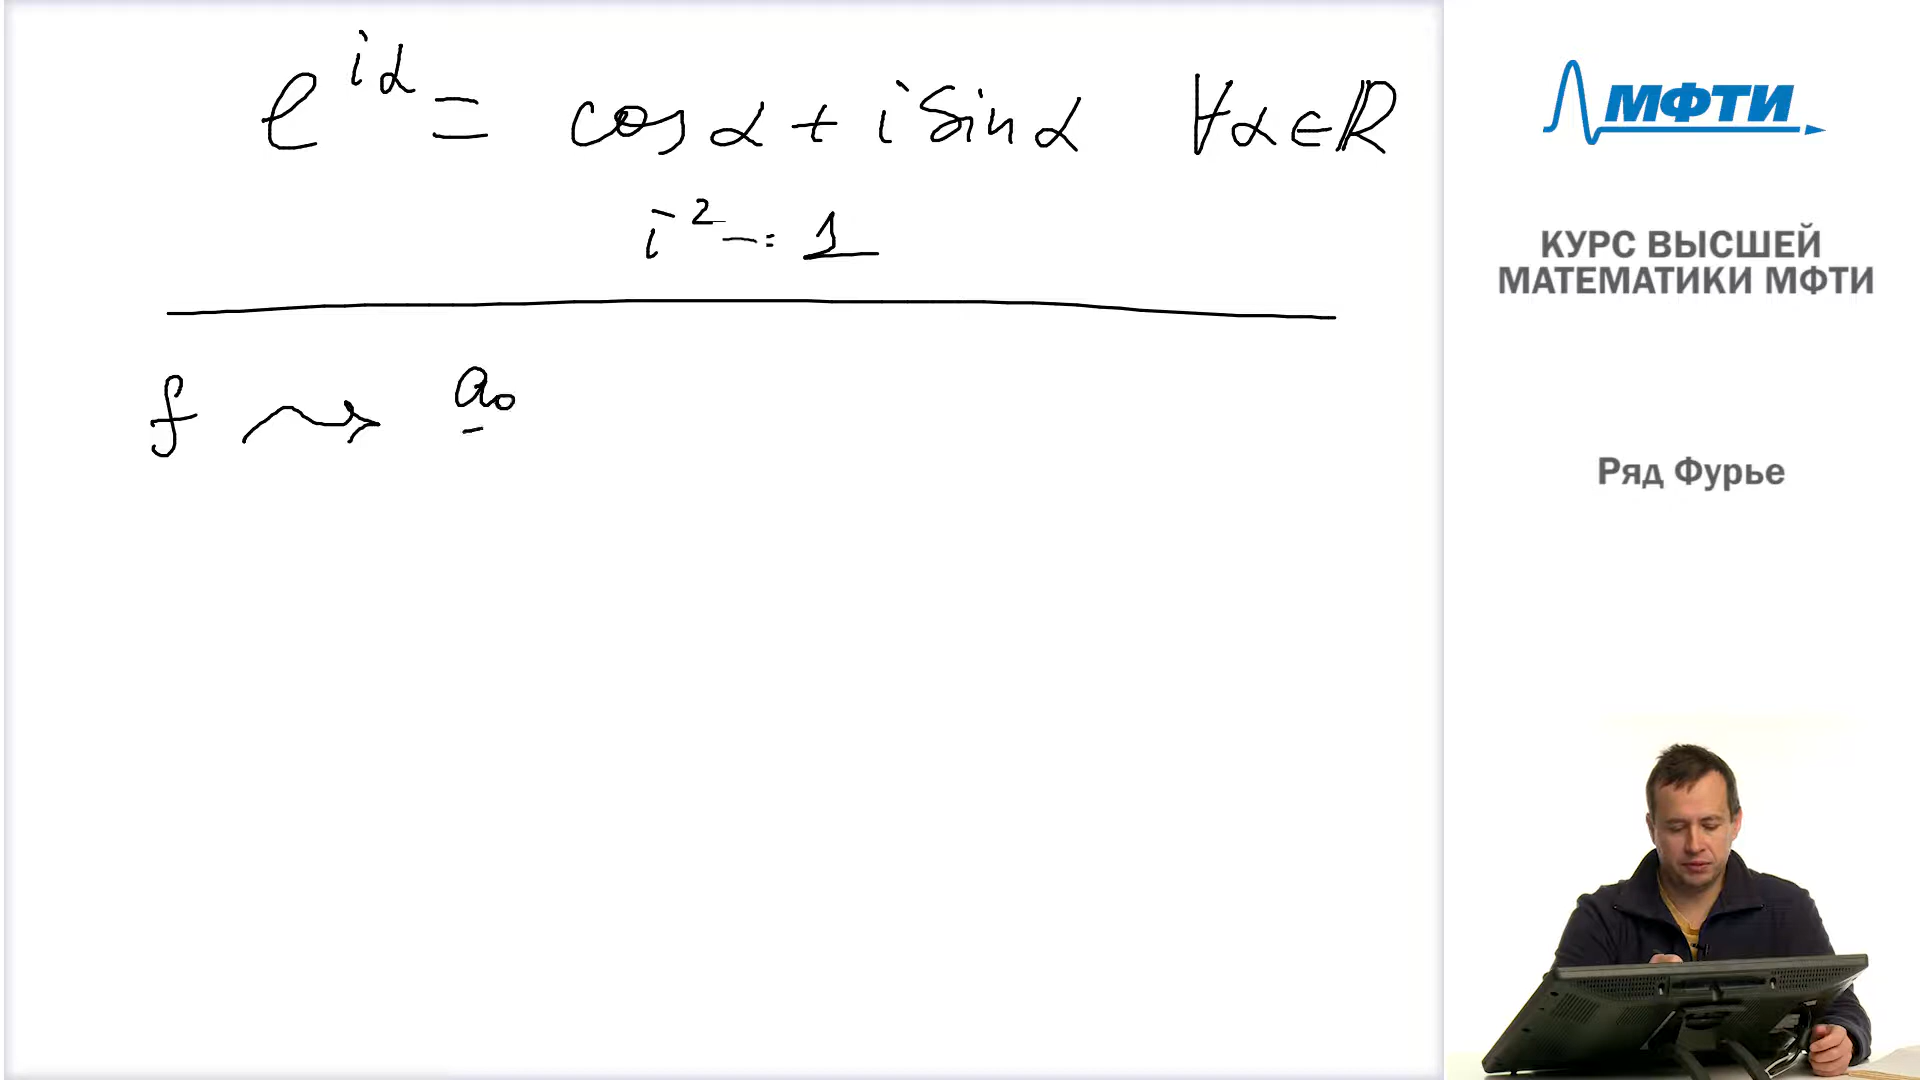 e^{iα} = cos α + i sin α ∀α∈ℝ
i² -= 1
f ⇝ a₀
МФТИ
КУРС ВЫСШЕЙ
МАТЕМАТИКИ МФТИ
Ряд Фурье